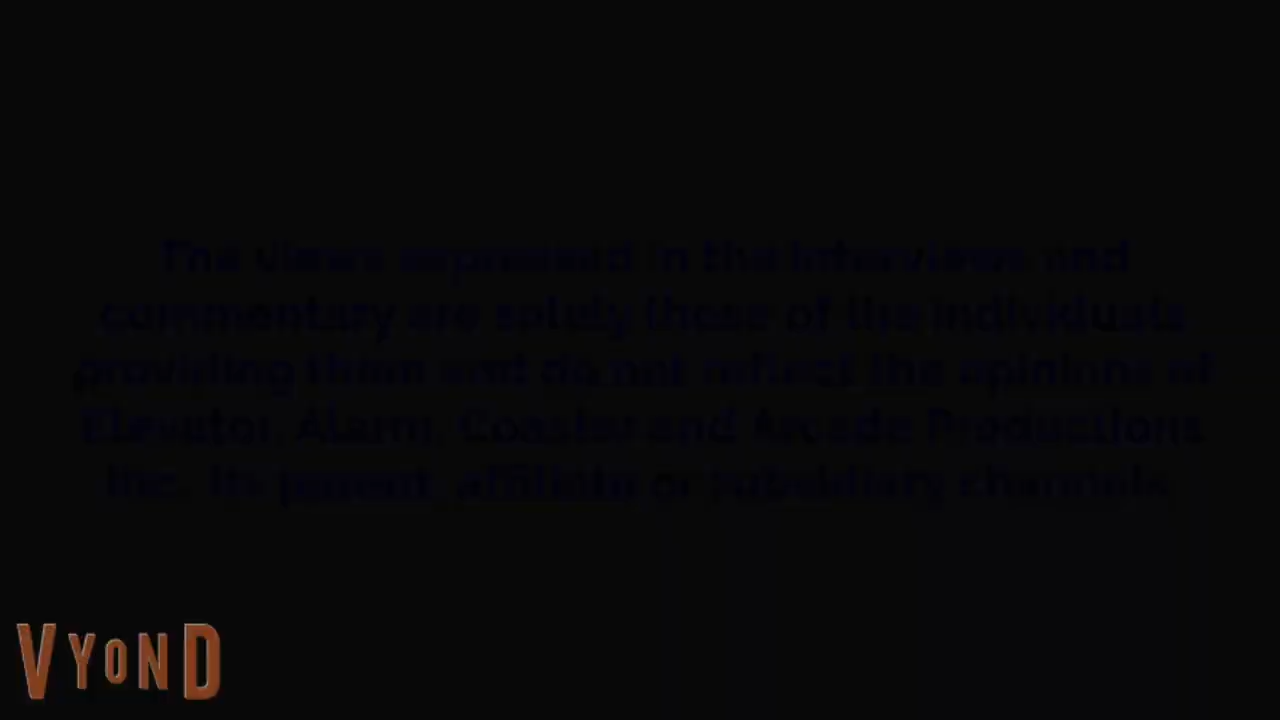 The views expressed in the interviews and
commentary are solely those of the individuals
providing them and do not reflect the opinions of
Elevator, Alarm, Coaster and Arcade Productions
Inc., its parent, affiliate or subsidiary channels.
VYOND